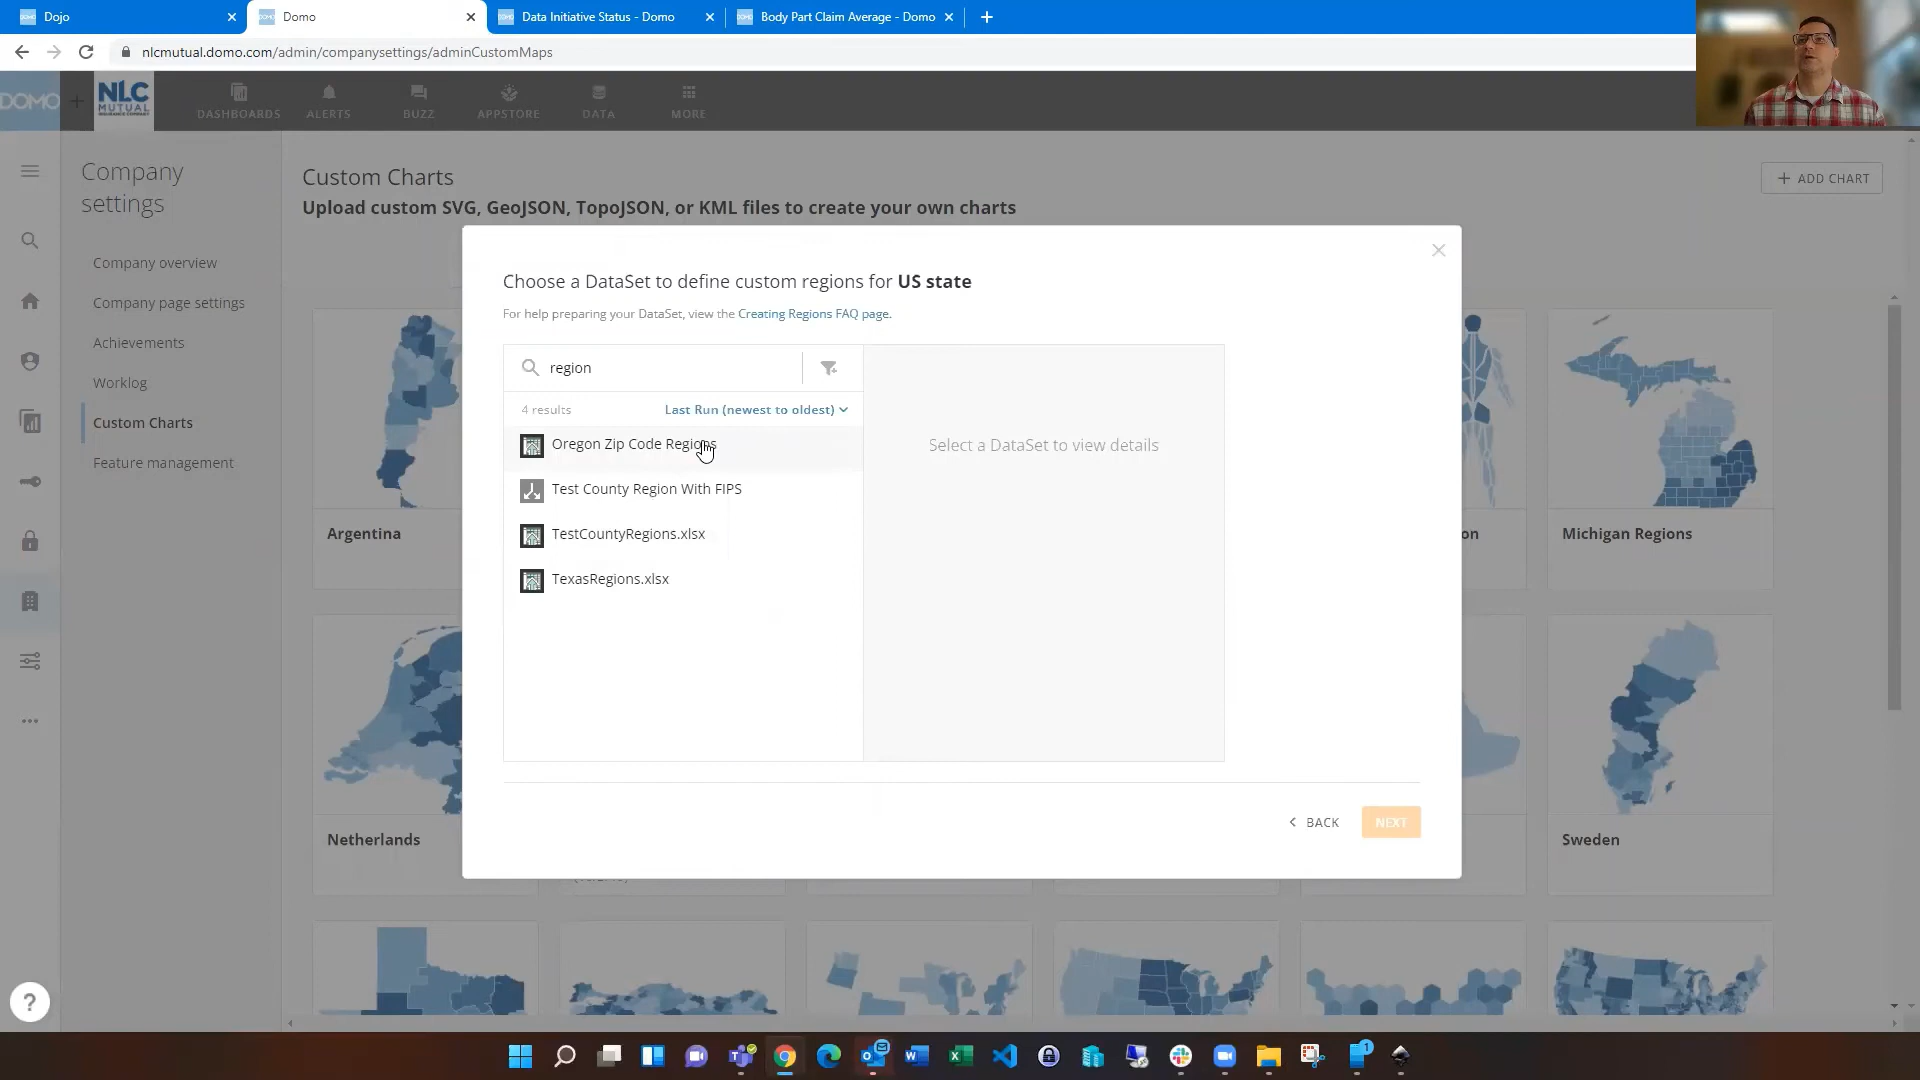 Dojo
Domo
Data Initiative Status - Domo
Body Part Claim Average - Domo
nlcmutual.domo.com/admin/companysettings/adminCustomMaps
DOMO
NLC
MUTUAL
INSURANCE COMPANY
DASHBOARDS
ALERTS
BUZZ
APPSTORE
DATA
MORE
Company settings
Company overview
Company page settings
Achievements
Worklog
Custom Charts
Feature management
Custom Charts
ADD CHART
Upload custom SVG, GeoJSON, TopoJSON, or KML files to create your own charts
Choose a DataSet to define custom regions for US state
For help preparing your DataSet, view the Creating Regions FAQ page.
region
4 results
Last Run (newest to oldest)
Oregon Zip Code Regions
Test County Region With FIPS
TestCountyRegions.xlsx
TexasRegions.xlsx
Select a DataSet to view details
BACK
NEXT
Argentina
on
Michigan Regions
Netherlands
Sweden
?
1